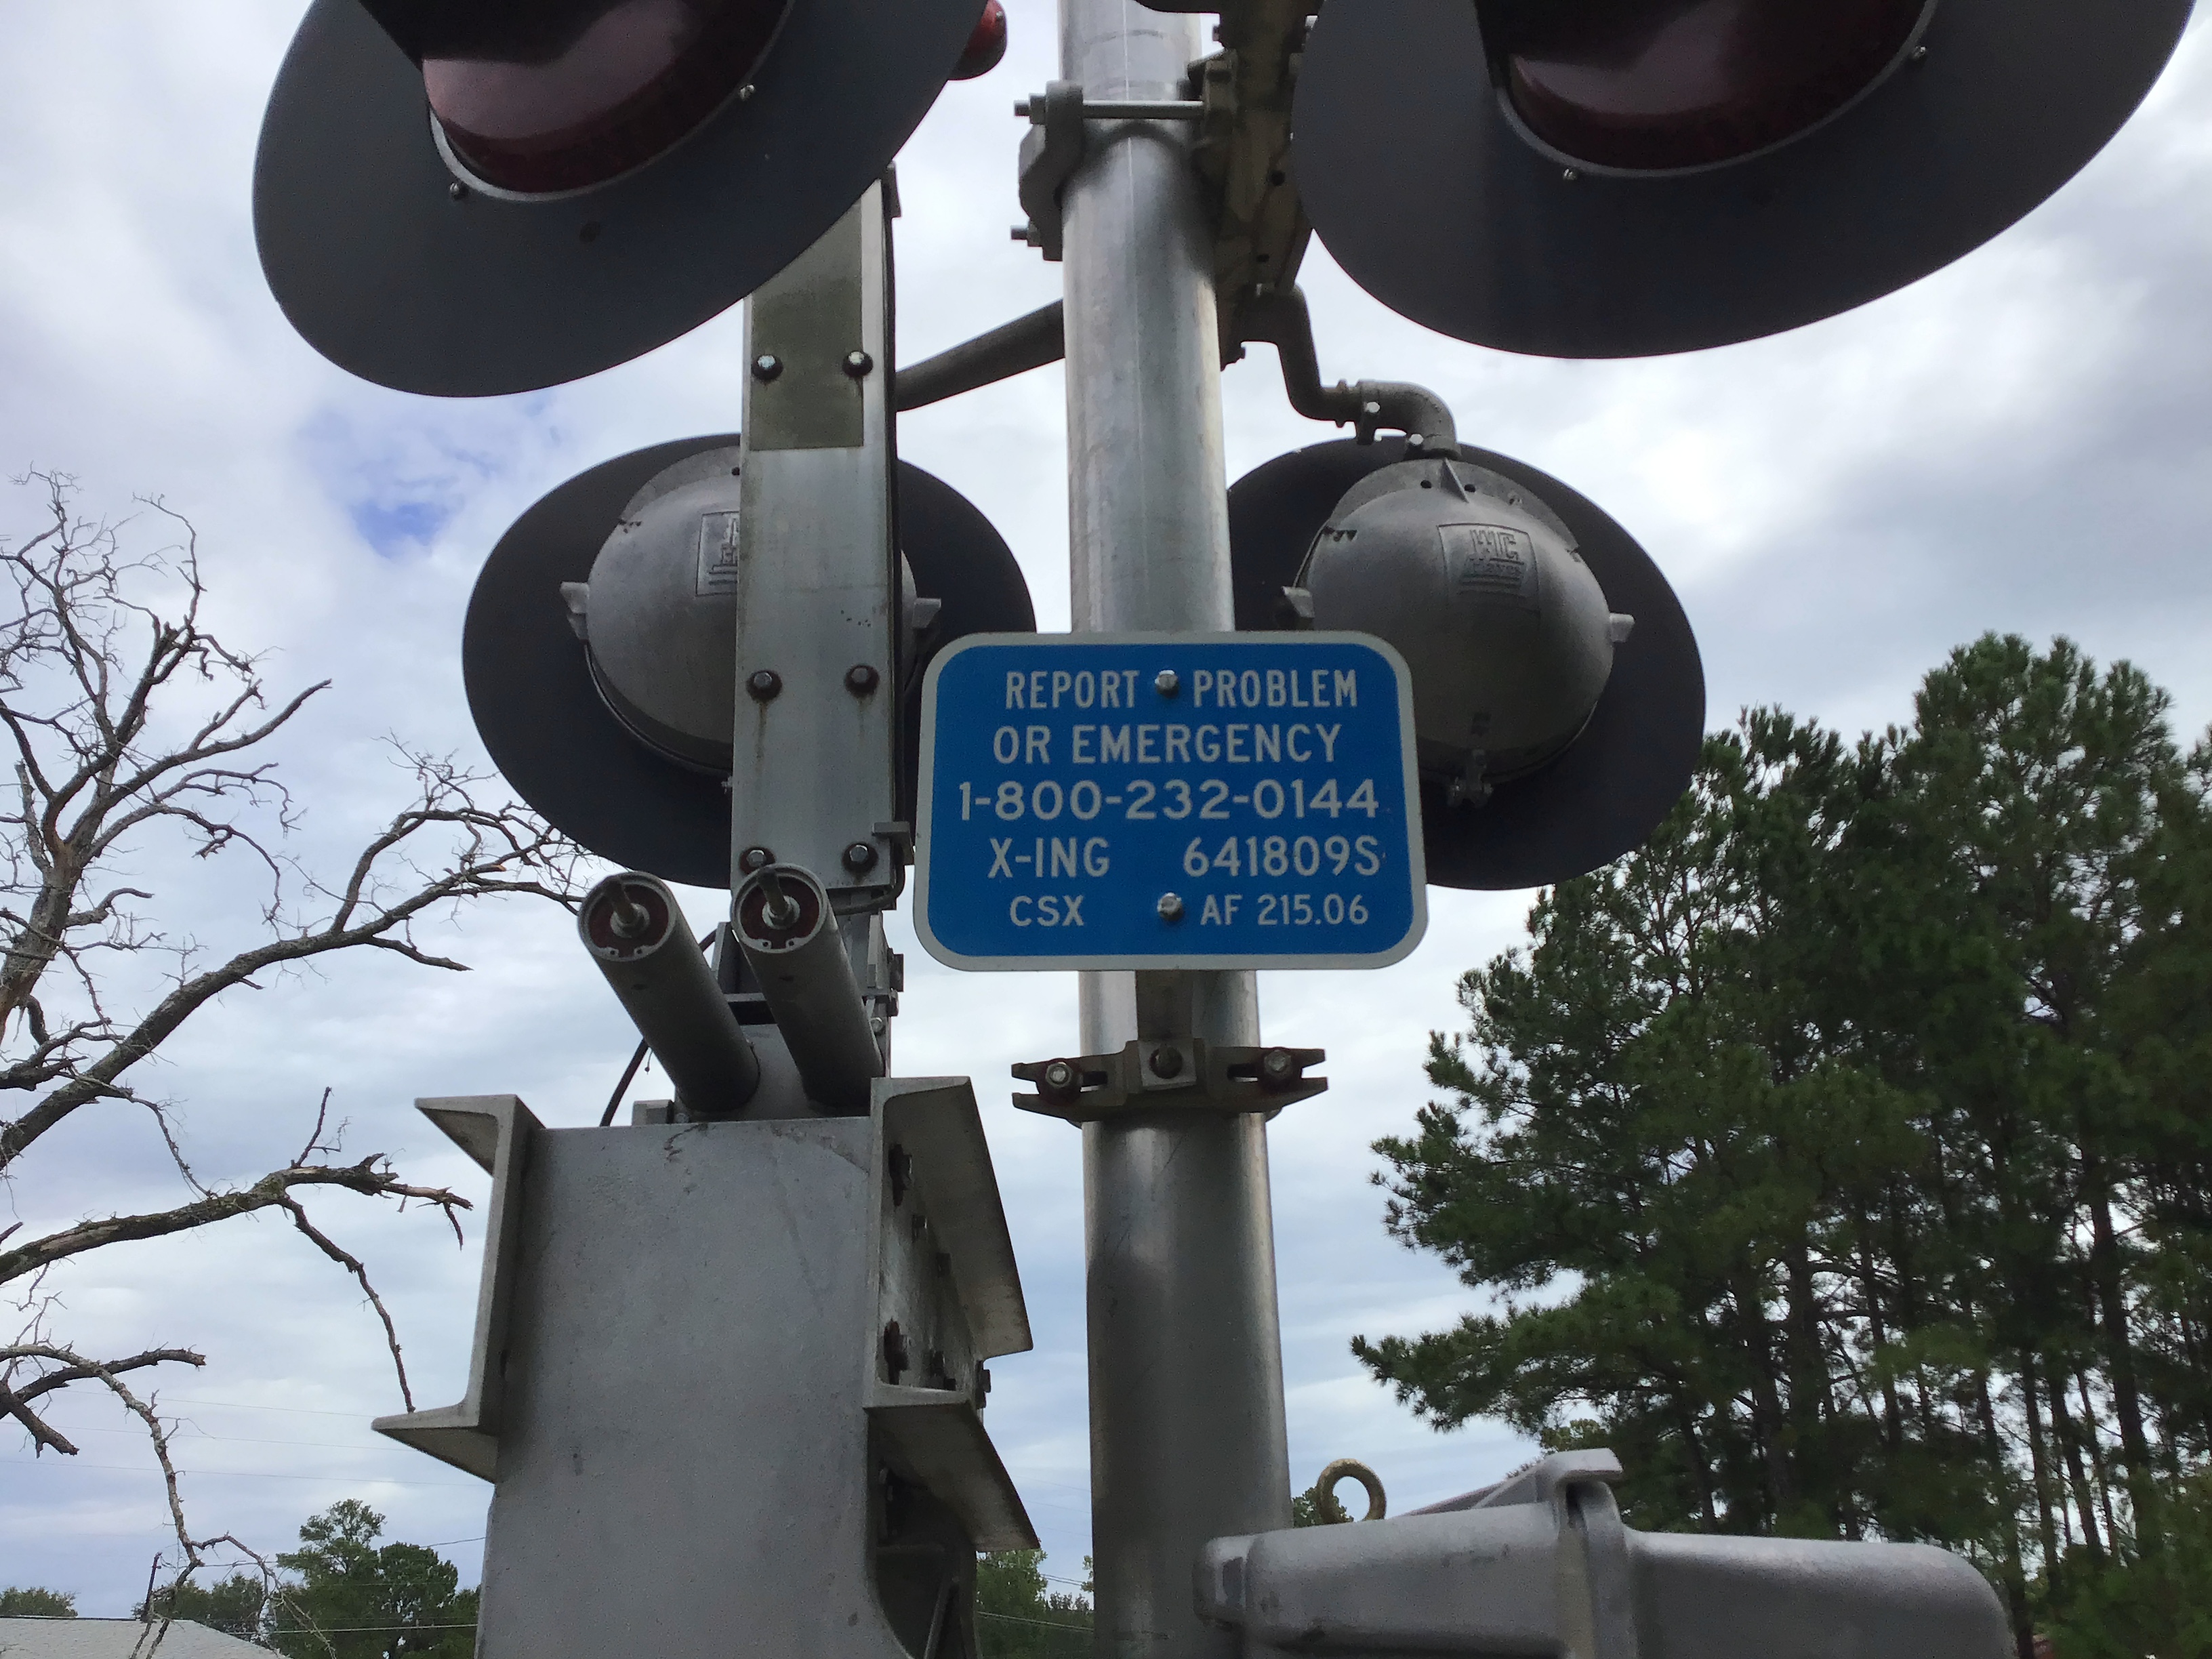 REPORT PROBLEM
OR EMERGENCY
1-800-232-0144
X-ING 641809S
CSX AF 215.06